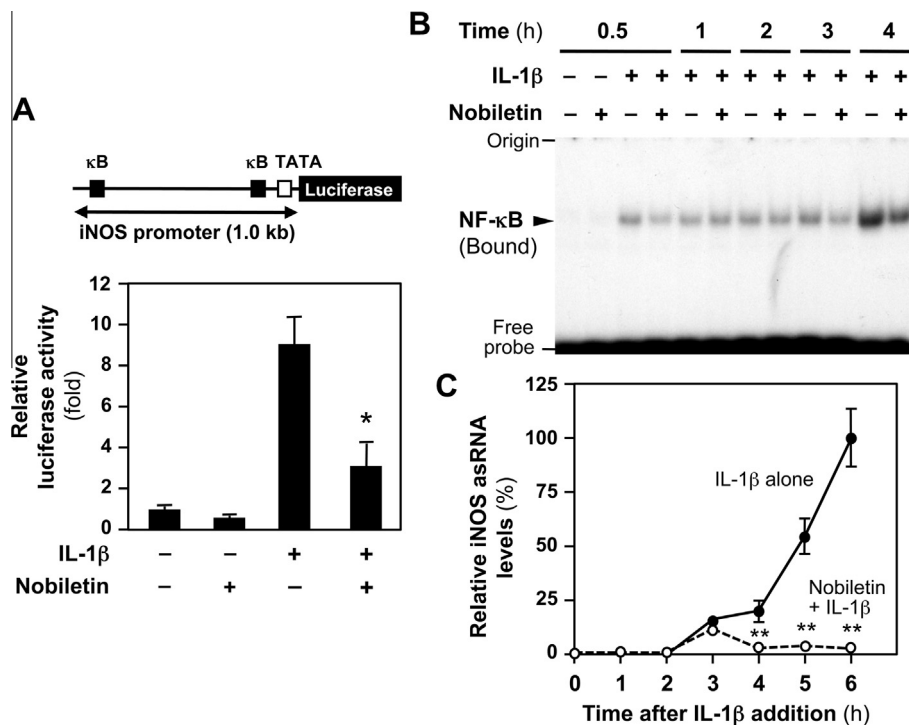 A
κB κB TATA
Luciferase
iNOS promoter (1.0 kb)
Relative
luciferase activity
(fold)
12
10
8
6
4
2
0
*
IL-1β – – + +
Nobiletin – + – +
B
Time (h) 0.5 1 2 3 4
IL-1β – – + + + + + + + + + +
Nobiletin – + – + – + – + – + – +
Origin
NF-κB
(Bound)
Free
probe
C
Relative iNOS asRNA
levels (%)
125
100
75
50
25
0
IL-1β alone
Nobiletin
+ IL-1β
** ** **
0 1 2 3 4 5 6
Time after IL-1β addition (h)